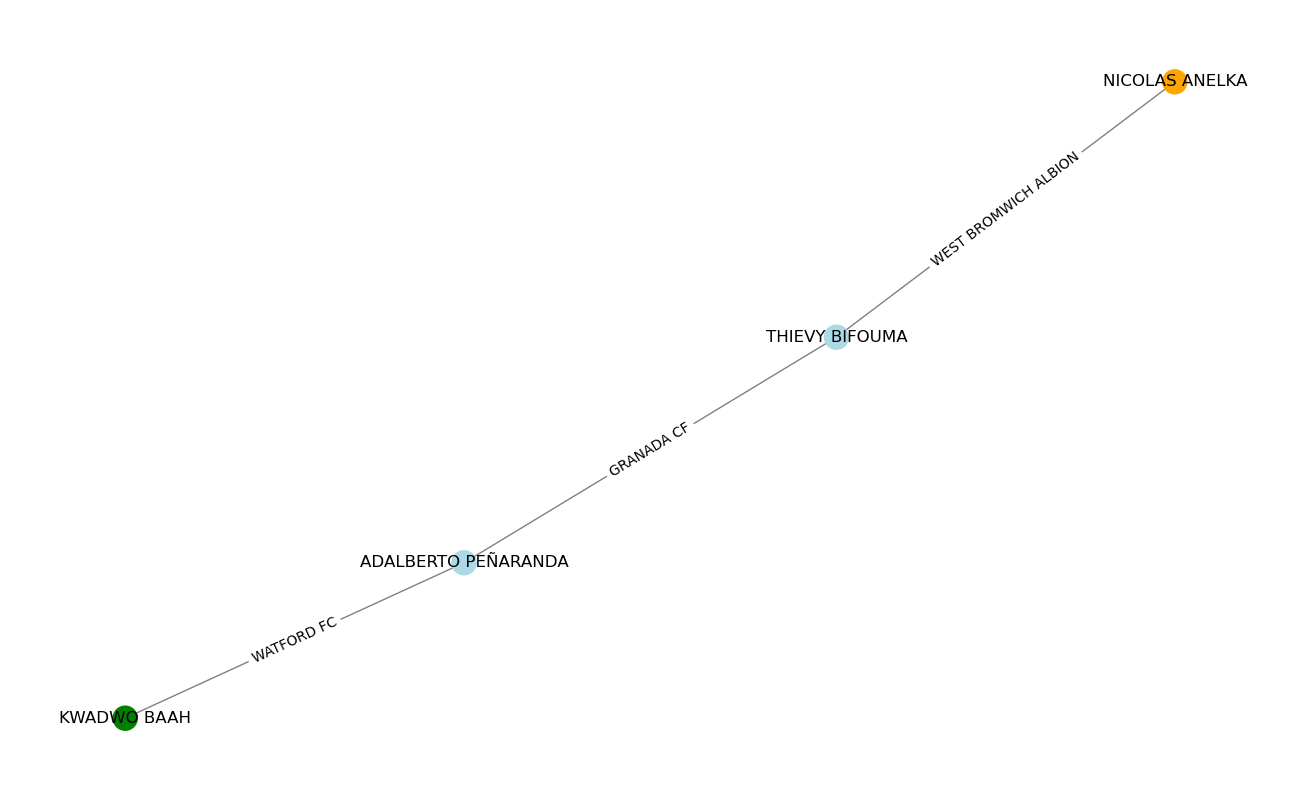 NICOLAS ANELKA
WEST BROMWICH ALBION
THIEVY BIFOUMA
GRANADA CF
ADALBERTO PEÑARANDA
WATFORD FC
KWADWO BAAH